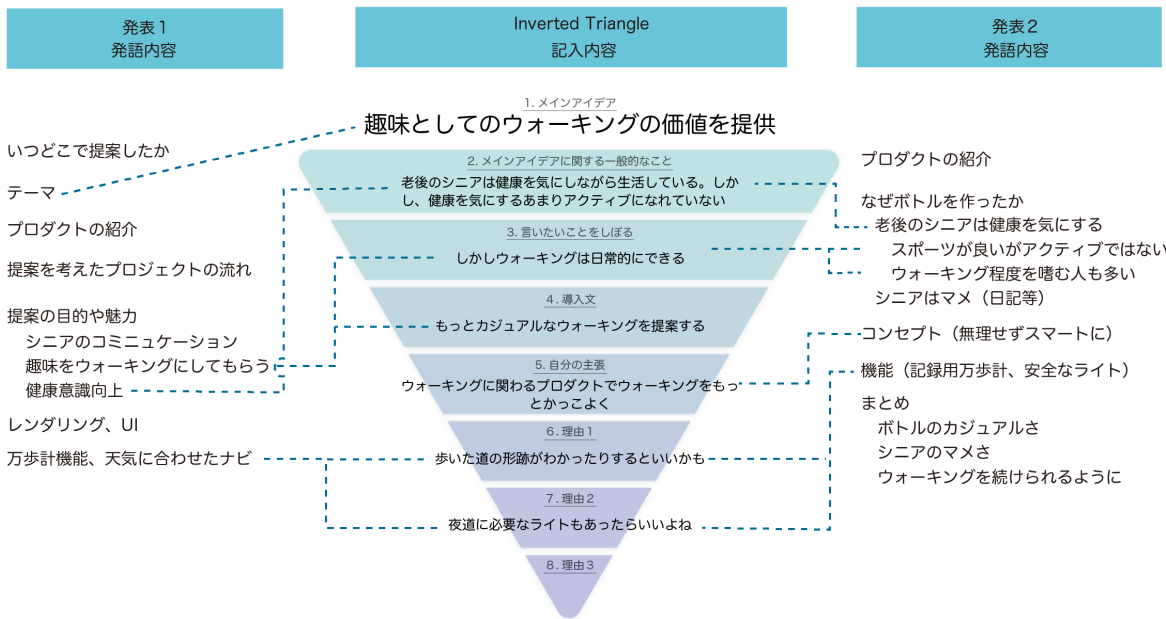 発表１
発語内容
Inverted Triangle
記入内容
発表２
発語内容
いつどこで提案したか
テーマ
プロダクトの紹介
提案を考えたプロジェクトの流れ
提案の目的や魅力
シニアのコミニュケーション
趣味をウォーキングにしてもらう
健康意識向上
レンダリング、UI
万歩計機能、天気に合わせたナビ
1. メインアイデア
趣味としてのウォーキングの価値を提供
2. メインアイデアに関する一般的なこと
老後のシニアは健康を気にしながら生活している。しか
し、健康を気にするあまりアクティブになれていない
3. 言いたいことをしぼる
しかしウォーキングは日常的にできる
4. 導入文
もっとカジュアルなウォーキングを提案する
5. 自分の主張
ウォーキングに関わるプロダクトでウォーキングをもっ
とかっこよく
6. 理由1
歩いた道の形跡がわかったりするといいかも
7. 理由2
夜道に必要なライトもあったらいいよね
8. 理由3
プロダクトの紹介
なぜボトルを作ったか
老後のシニアは健康を気にする
スポーツが良いがアクティブではない
ウォーキング程度を嗜む人も多い
シニアはマメ（日記等）
コンセプト（無理せずスマートに）
機能（記録用万歩計、安全なライト）
まとめ
ボトルのカジュアルさ
シニアのマメさ
ウォーキングを続けられるように